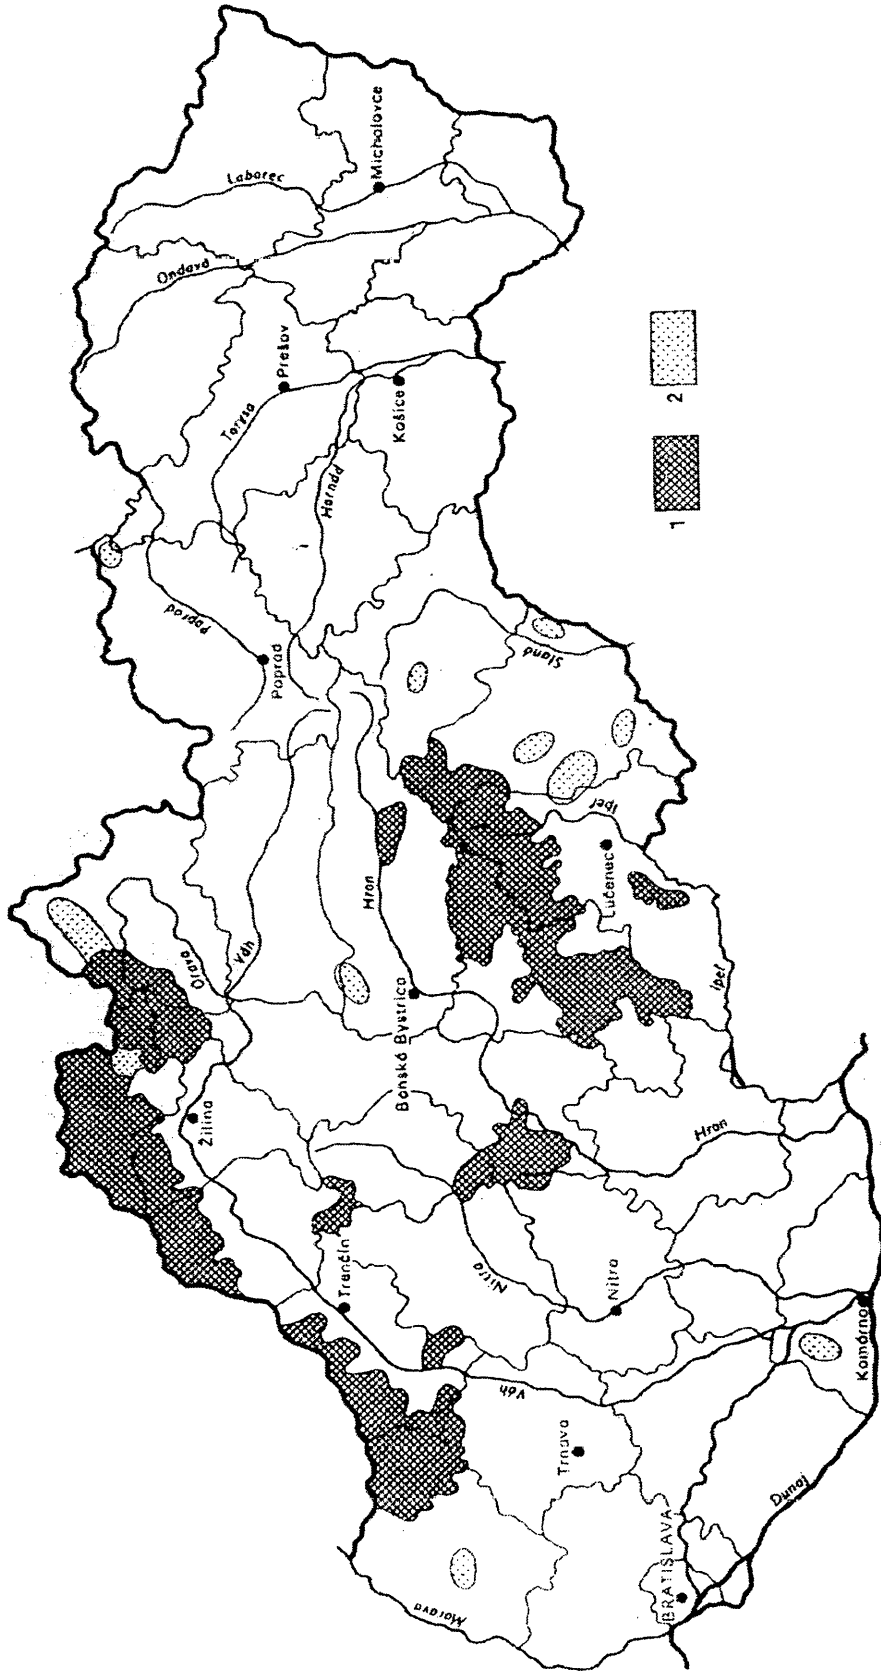 Laborec
Michalovce
Ondava
Prešov
Torysa
Košice
Hornád
Poprad
Poprad
Slaná
Orava
Váh
Hron
Ipeľ
Lučenec
Žilina
Banská Bystrica
Ipeľ
Hron
Trenčín
Nitra
Nitra
Váh
Komárno
Trnava
Dunaj
Morava
BRATISLAVA
1
2